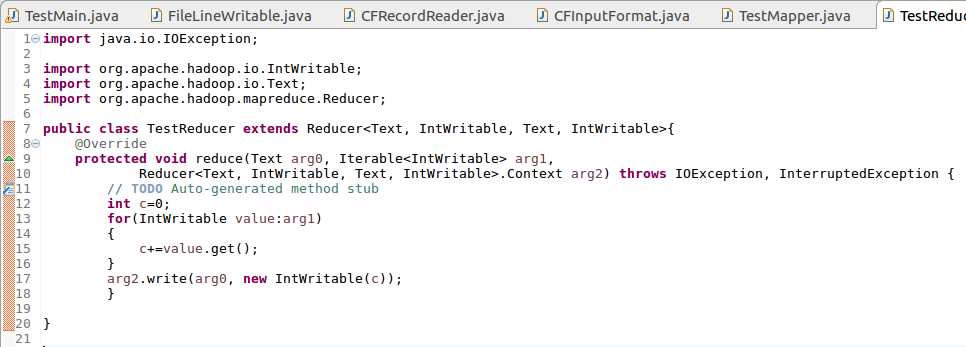 TestMain.java FileLineWritable.java CFRecordReader.java CFInputFormat.java TestMapper.java TestReduc
1 import java.io.IOException;
2
3 import org.apache.hadoop.io.IntWritable;
4 import org.apache.hadoop.io.Text;
5 import org.apache.hadoop.mapreduce.Reducer;
6
7 public class TestReducer extends Reducer<Text, IntWritable, Text, IntWritable>{
8 @Override
9 protected void reduce(Text arg0, Iterable<IntWritable> arg1,
10 Reducer<Text, IntWritable, Text, IntWritable>.Context arg2) throws IOException, InterruptedException {
11 // TODO Auto-generated method stub
12 int c=0;
13 for(IntWritable value:arg1)
14 {
15 c+=value.get();
16 }
17 arg2.write(arg0, new IntWritable(c));
18 }
19
20 }
21